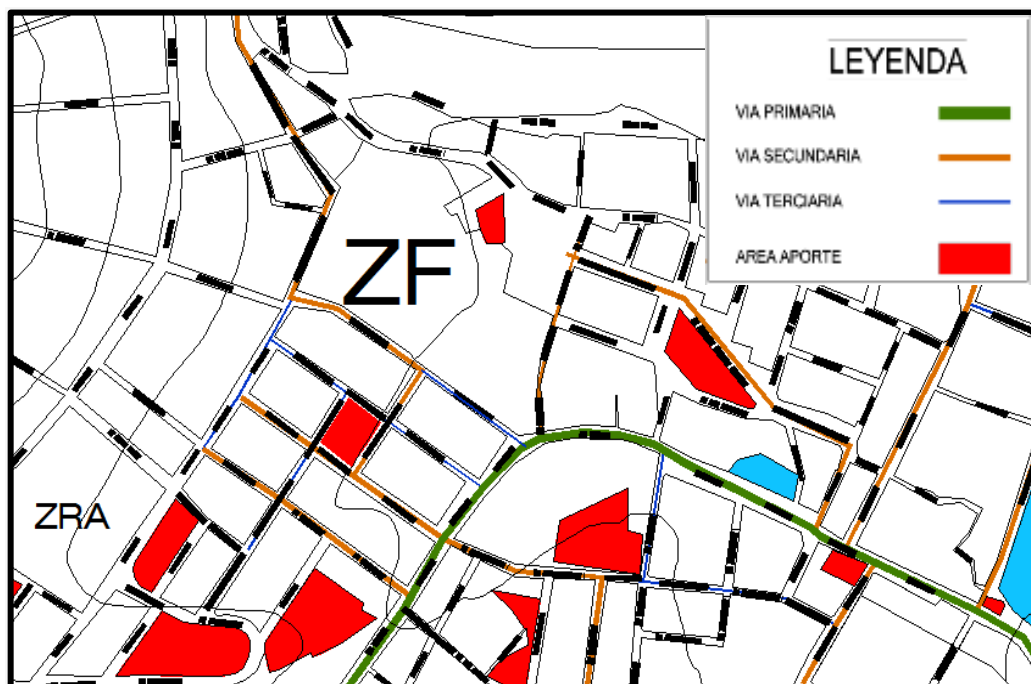 LEYENDA
VIA PRIMARIA
VIA SECUNDARIA
VIA TERCIARIA
AREA APORTE
ZF
ZRA